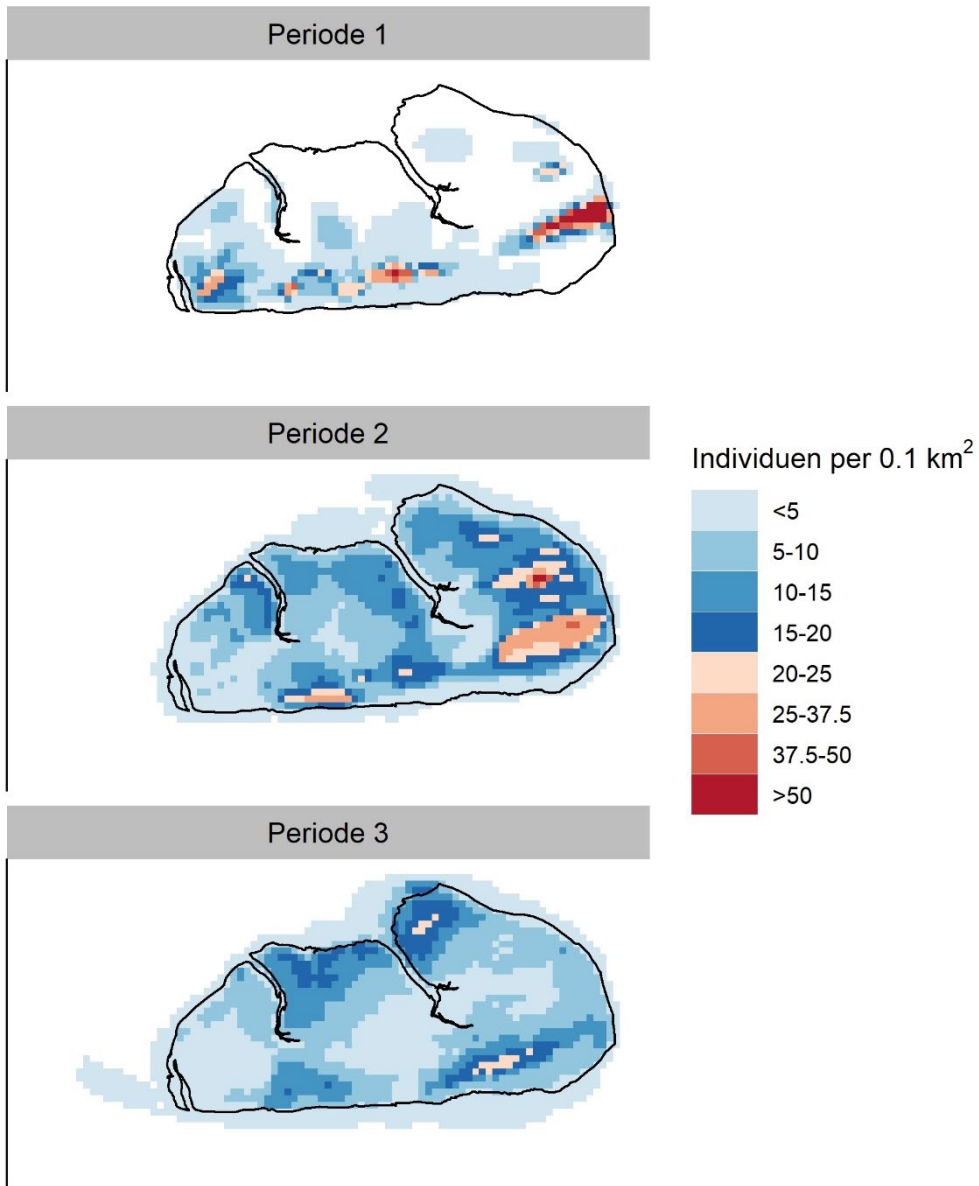 Periode 1
Periode 2
Individuen per 0.1 km²
<5
5-10
10-15
15-20
20-25
25-37.5
37.5-50
>50
Periode 3